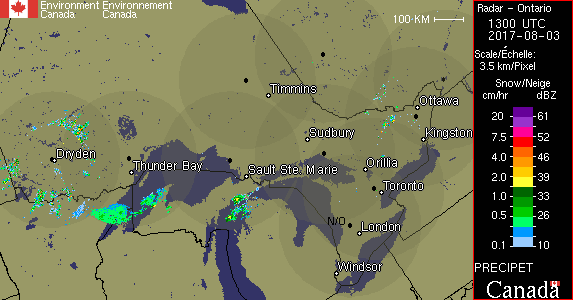 Environment Environnement
Canada Canada
100 KM
Radar - Ontario
1300 UTC
2017-08-03
Scale/Échelle:
3.5 km/Pixel
Snow/Neige
cm/hr dBZ
20 61
7.5 52
4.0 46
2.0 39
1.0 33
0.5 26
0.1 10
PRECIPET
Canada
Timmins
Ottawa
Sudbury
Kingston
Dryden
Thunder Bay
Sault Ste. Marie
Orillia
Toronto
N/O
London
Windsor